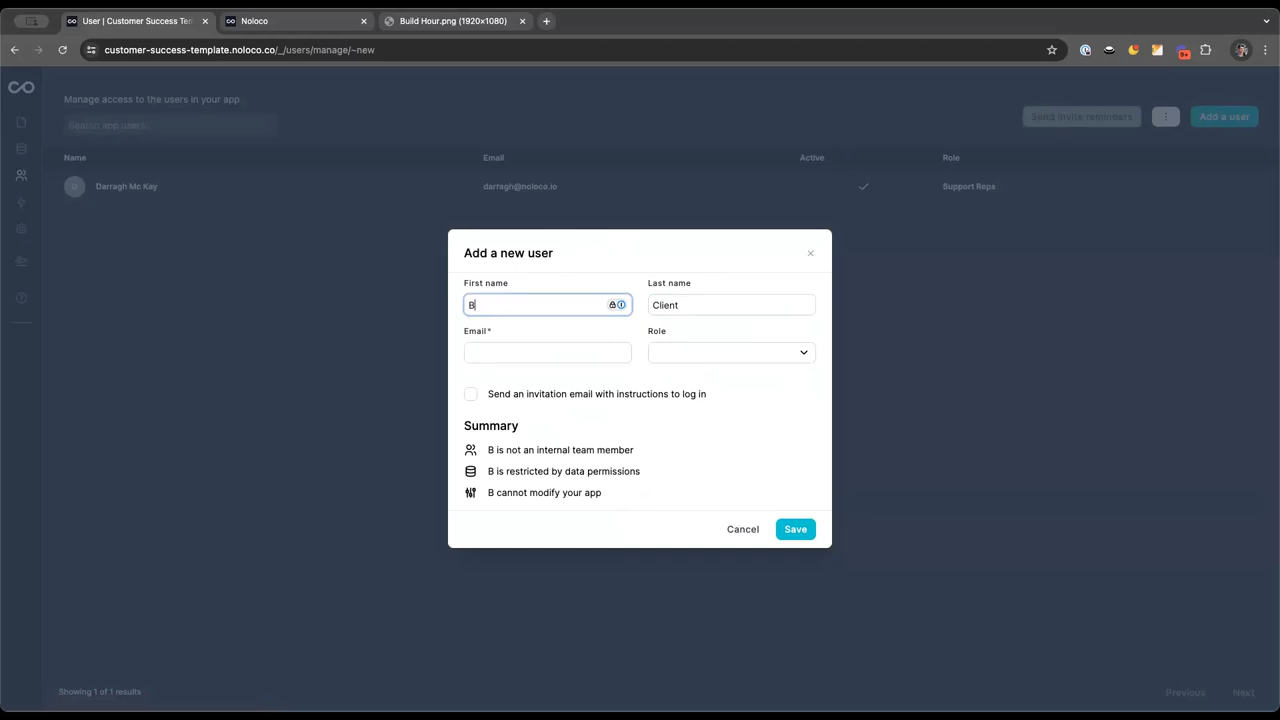 User | Customer Success Tem
Noloco
Build Hour.png (1920×1080)
customer-success-template.noloco.co/_/users/manage/~new
9+
Manage access to the users in your app
Search app users...
Send invite reminders
Add a user
Name Email Active Role
D Darragh Mc Kay darragh@noloco.io Support Reps
Add a new user
First name Last name
B Client
Email* Role
Send an invitation email with instructions to log in
Summary
B is not an internal team member
B is restricted by data permissions
B cannot modify your app
Cancel Save
Showing 1 of 1 results
Previous Next